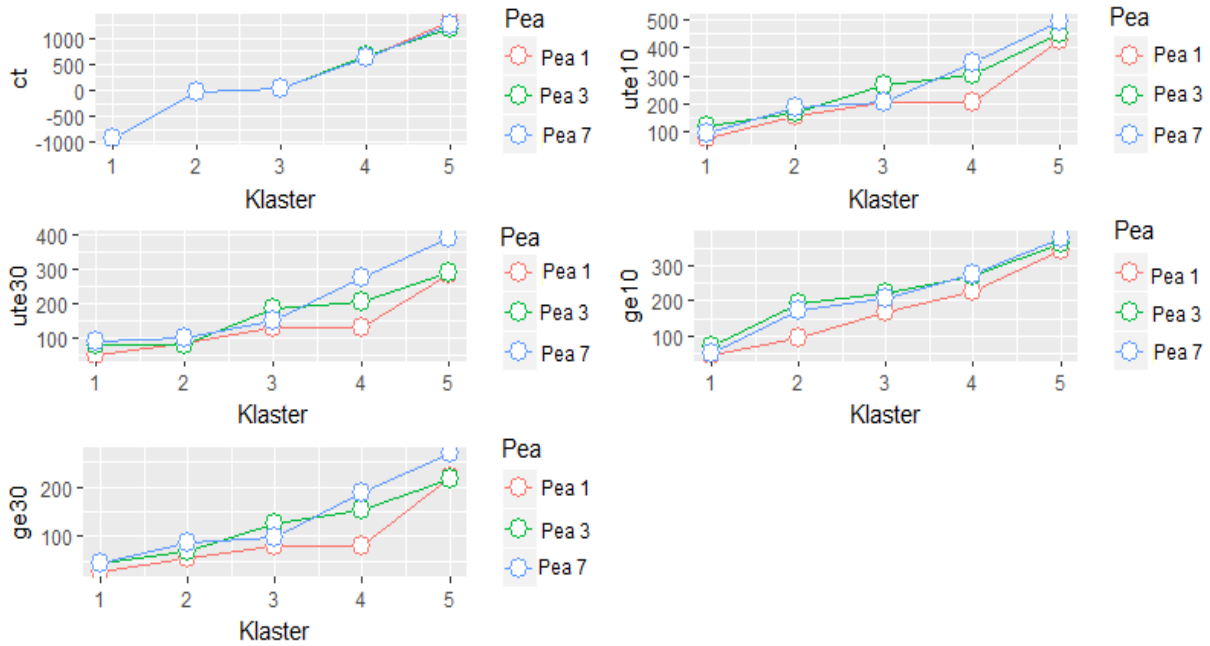 ct
1000
500
0
-500
-1000
1 2 3 4 5
Klaster
Pea
Pea 1
Pea 3
Pea 7
ute10
500
400
300
200
100
1 2 3 4 5
Klaster
Pea
Pea 1
Pea 3
Pea 7
ute30
400
300
200
100
1 2 3 4 5
Klaster
Pea
Pea 1
Pea 3
Pea 7
ge10
300
200
100
1 2 3 4 5
Klaster
Pea
Pea 1
Pea 3
Pea 7
ge30
200
100
1 2 3 4 5
Klaster
Pea
Pea 1
Pea 3
Pea 7